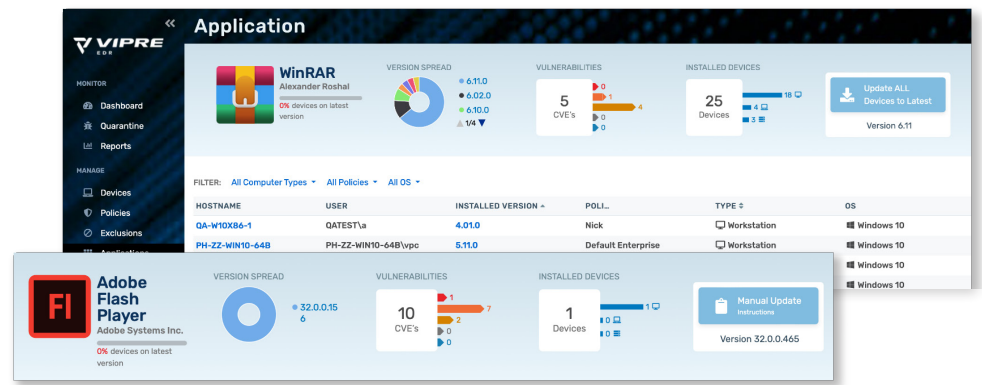 «
VIPRE
EDR
MONITOR
Dashboard
Quarantine
Reports
MANAGE
Devices
Policies
Exclusions
Applications
Application
WinRAR
Alexander Roshal
0% devices on latest
version
VERSION SPREAD
6.11.0
6.02.0
6.10.0
1/4
VULNERABILITIES
5
CVE's
0
1
4
0
0
INSTALLED DEVICES
25
Devices
18
4
3
Update ALL
Devices to Latest
Version 6.11
FILTER: All Computer Types All Policies All OS
HOSTNAME USER INSTALLED VERSION POLI... TYPE OS
QA-W10X86-1 QATEST\a 4.01.0 Nick Workstation Windows 10
PH-ZZ-WIN10-64B PH-ZZ-WIN10-64B\vpc 5.11.0 Default Enterprise Workstation Windows 10
Windows 10
Windows 10
Fl
Adobe
Flash
Player
Adobe Systems Inc.
0% devices on latest
version
VERSION SPREAD
32.0.0.15
6
VULNERABILITIES
10
CVE's
1
7
2
0
0
INSTALLED DEVICES
1
Devices
1
0
0
Manual Update
Instructions
Version 32.0.0.465